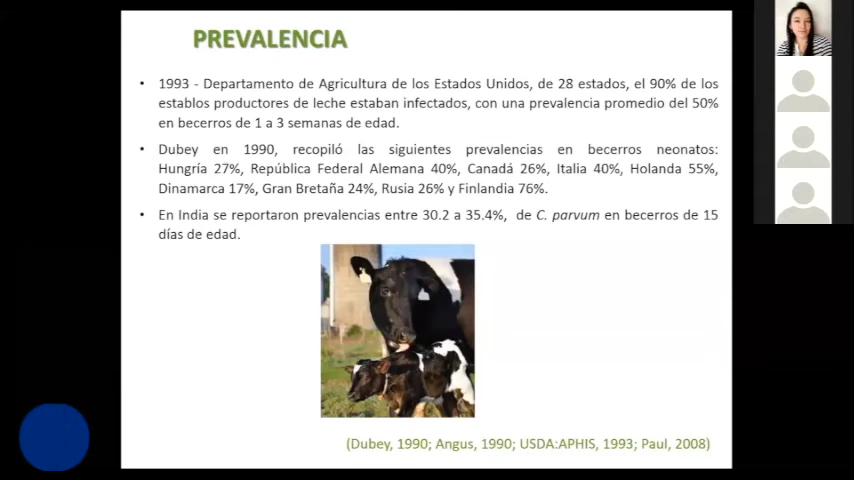 PREVALENCIA
• 1993 - Departamento de Agricultura de los Estados Unidos, de 28 estados, el 90% de los
establos productores de leche estaban infectados, con una prevalencia promedio del 50%
en becerros de 1 a 3 semanas de edad.
• Dubey en 1990, recopiló las siguientes prevalencias en becerros neonatos:
Hungría 27%, República Federal Alemana 40%, Canadá 26%, Italia 40%, Holanda 55%,
Dinamarca 17%, Gran Bretaña 24%, Rusia 26% y Finlandia 76%.
• En India se reportaron prevalencias entre 30.2 a 35.4%, de C. parvum en becerros de 15
días de edad.
(Dubey, 1990; Angus, 1990; USDA:APHIS, 1993; Paul, 2008)